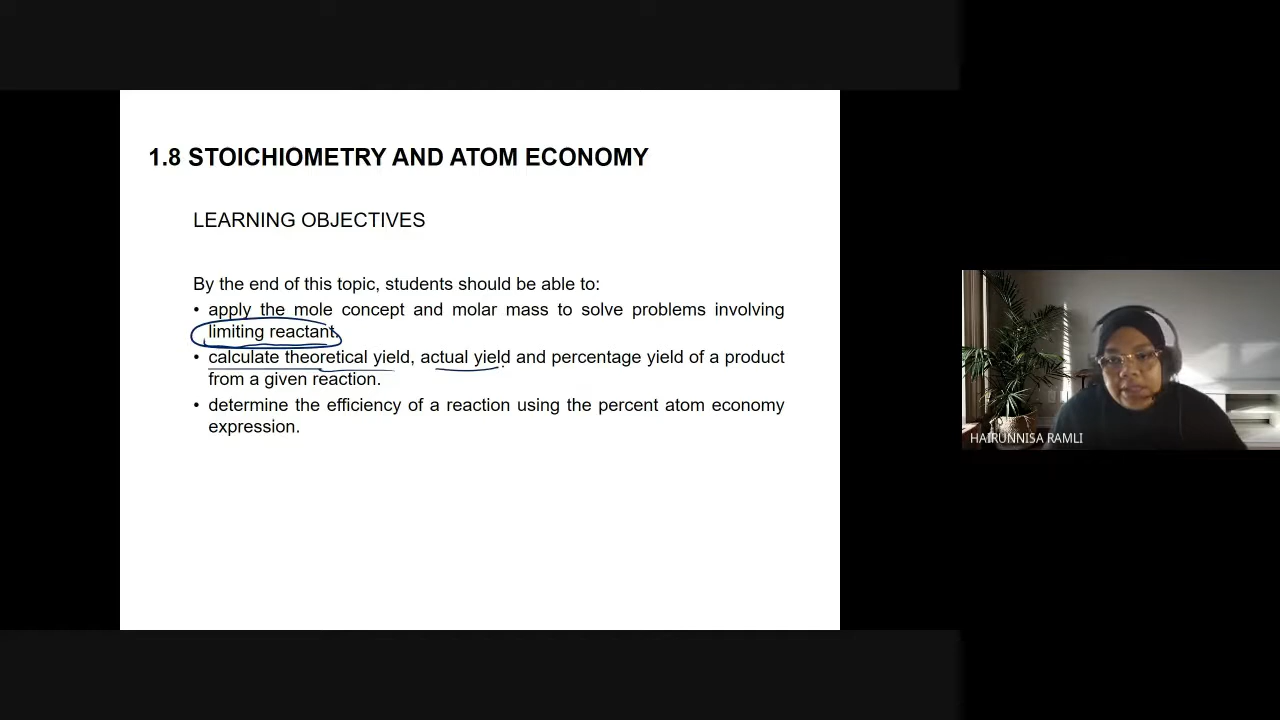 1.8 STOICHIOMETRY AND ATOM ECONOMY
LEARNING OBJECTIVES
By the end of this topic, students should be able to:
• apply the mole concept and molar mass to solve problems involving
limiting reactant.
• calculate theoretical yield, actual yield and percentage yield of a product
from a given reaction.
• determine the efficiency of a reaction using the percent atom economy
expression.
HAIRUNNISA RAMLI